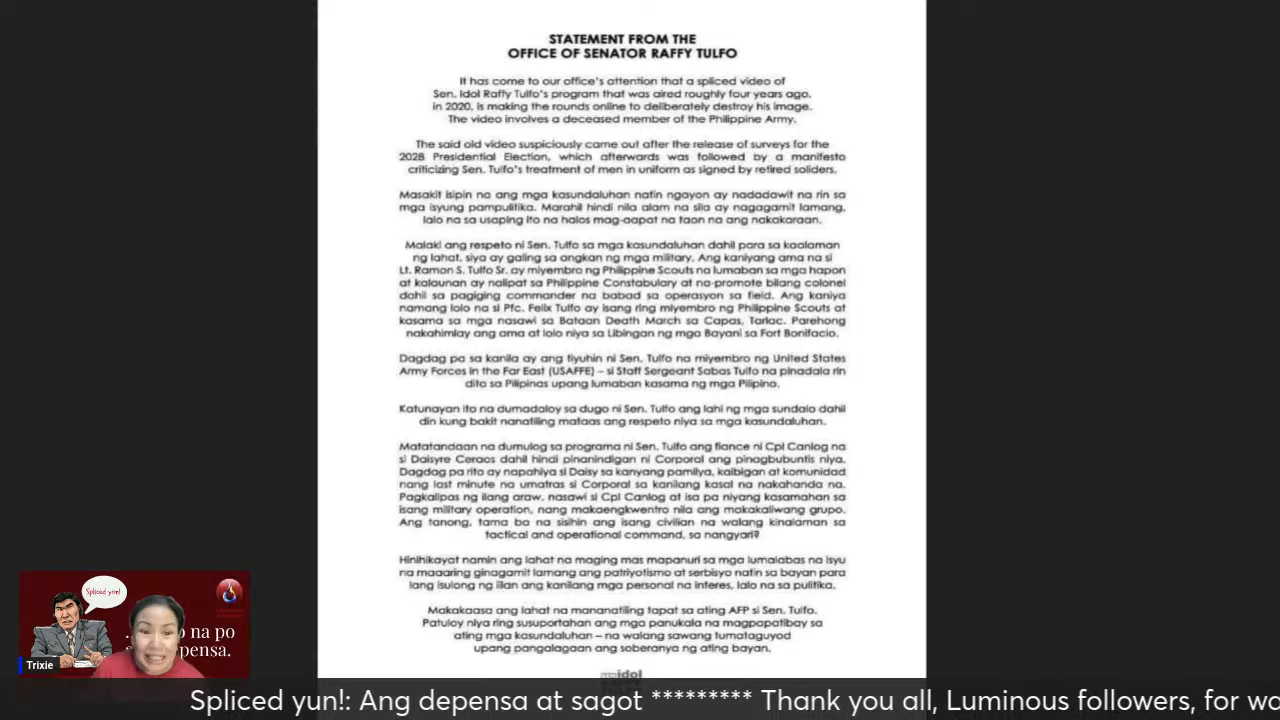 STATEMENT FROM THE
OFFICE OF SENATOR RAFFY TULFO
It has come to our office's attention that a spliced video of
Sen. Idol Raffy Tulfo's program that was aired roughly four years ago,
in 2020, is making the rounds online to deliberately destroy his image.
The video involves a deceased member of the Philippine Army.
The said old video suspiciously came out after the release of surveys for the
2028 Presidential Election, which afterwards was followed by a manifesto
criticizing Sen. Tulfo's treatment of men in uniform as signed by retired soliders.
Masakit isipin na ang mga kasundaluhan natin ngayon ay nadadawit na rin sa
mga isyung pampulitika. Marahil hindi nila alam na sila ay nagagamit lamang,
lalo na sa usaping ito na halos mag-aapat na taon na ang nakakaraan.
Malaki ang respeto ni Sen. Tulfo sa mga kasundaluhan dahil para sa kaalaman
ng lahat, siya ay galing sa angkan ng mga military. Ang kaniyang ama na si
Lt. Ramon S. Tulfo Sr. ay miyembro ng Philippine Scouts na lumaban sa mga hapon
at kalaunan ay nalipat sa Philippine Constabulary at na-promote bilang colonel
dahil sa pagiging commander na babad sa operasyon sa field. Ang kaniya
namang lolo na si Pfc. Felix Tulfo ay isang ring miyembro ng Philippine Scouts at
kasama sa mga nasawi sa Bataan Death March sa Capas, Tarlac. Parehong
nakahimlay ang ama at lolo niya sa Libingan ng mga Bayani sa Fort Bonifacio.
Dagdag pa sa kanila ay ang tiyuhin ni Sen. Tulfo na miyembro ng United States
Army Forces in the Far East (USAFFE) – si Staff Sergeant Sabas Tulfo na pinadala rin
dito sa Pilipinas upang lumaban kasama ng mga Pilipino.
Katunayan ito na dumadaloy sa dugo ni Sen. Tulfo ang lahi ng mga sundalo dahil
din kung bakit nanatiling mataas ang respeto niya sa mga kasundaluhan.
Matatandaan na dumulog sa programa ni Sen. Tulfo ang fiance ni Cpl Canlog na
si Daisyre Ceraos dahil hindi pinanindigan ni Corporal ang pinagbubuntis niya.
Dagdag pa rito ay napahiya si Daisy sa kanyang pamilya, kaibigan at komunidad
nang last minute na umatras si Corporal sa kanilang kasal na nakahanda na.
Pagkalipas ng ilang araw, nasawi si Cpl Canlog at isa pa niyang kasamahan sa
isang military operation, nang makaengkwentro nila ang makakaliwang grupo.
Ang tanong, tama ba na sisihin ang isang civilian na walang kinalaman sa
tactical and operational command, sa nangyari?
Hinihikayat namin ang lahat na maging mas mapanuri sa mga lumalabas na isyu
na maaaring ginagamit lamang ang patriyotismo at serbisyo natin sa bayan para
lang isulong ng iilan ang kanilang mga personal na interes, lalo na sa pulitika.
Makakaasa ang lahat na mananatiling tapat sa ating AFP si Sen. Tulfo.
Patuloy niya ring susuportahan ang mga panukala na magpapatibay sa
ating mga kasundaluhan – na walang sawang tumataguyod
upang pangalagaan ang soberanya ng ating bayan.
idol
Spliced yun!
na po
depensa.
Trixie
Spliced yun!: Ang depensa at sagot ********* Thank you all, Luminous followers, for wa